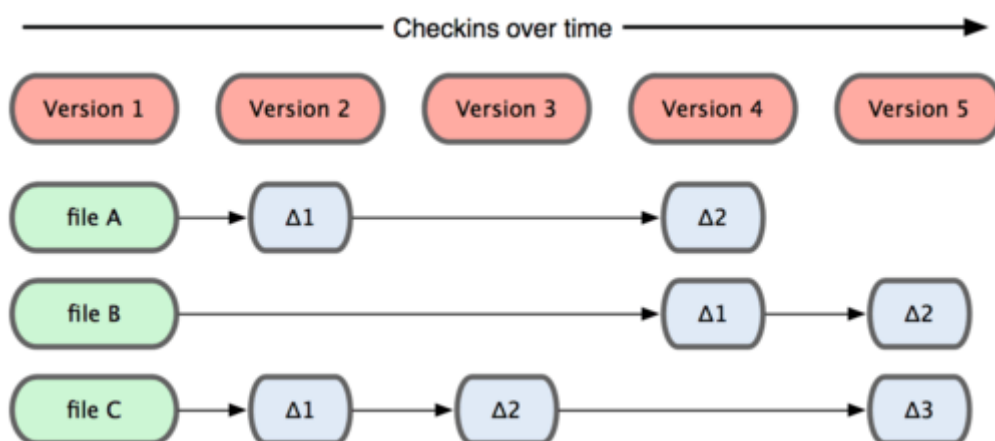 Checkins over time
Version 1 Version 2 Version 3 Version 4 Version 5
file A Δ1 Δ2
file B Δ1 Δ2
file C Δ1 Δ2 Δ3